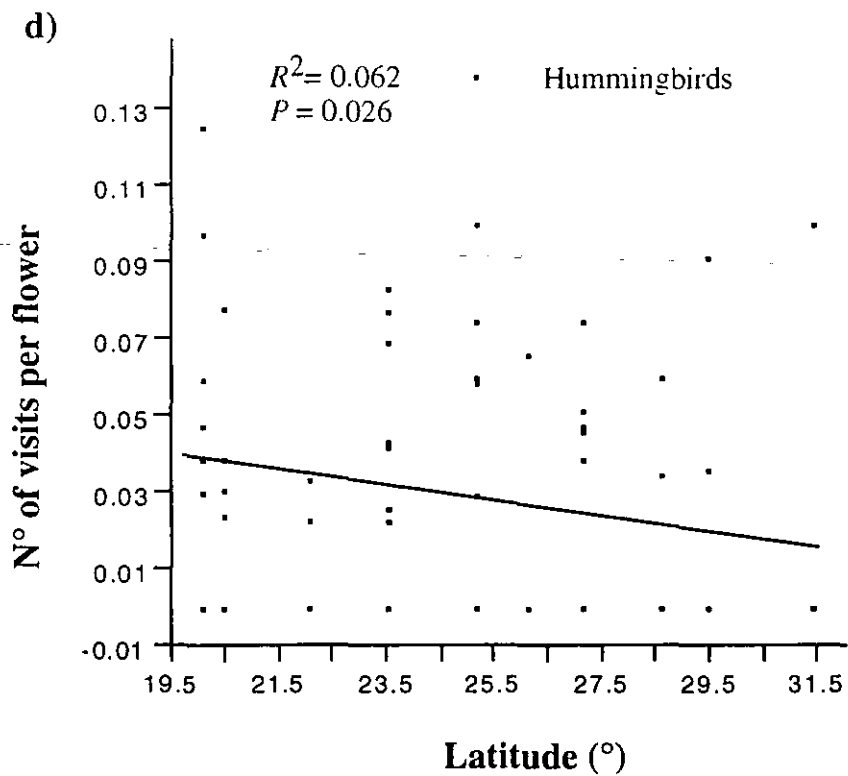 d)
R²= 0.062
P = 0.026
Hummingbirds
N° of visits per flower
0.13
0.11
0.09
0.07
0.05
0.03
0.01
-0.01
19.5 21.5 23.5 25.5 27.5 29.5 31.5
Latitude (°)